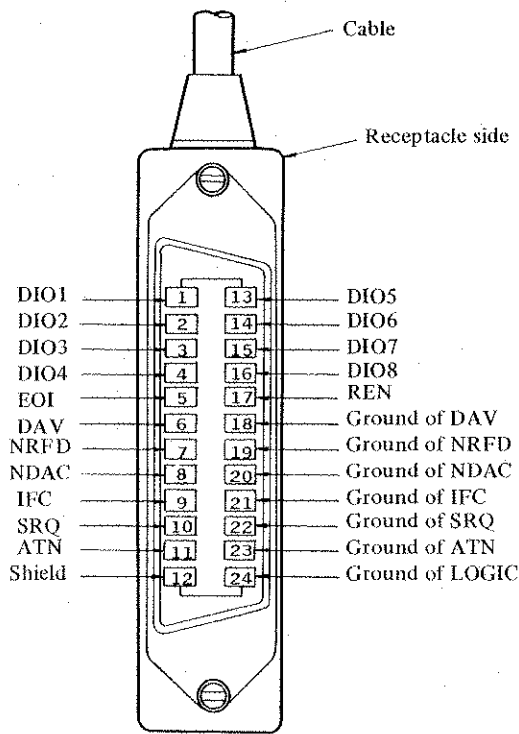 Cable
Receptacle side
DIO1 1 13 DIO5
DIO2 2 14 DIO6
DIO3 3 15 DIO7
DIO4 4 16 DIO8
EOI 5 17 REN
DAV 6 18 Ground of DAV
NRFD 7 19 Ground of NRFD
NDAC 8 20 Ground of NDAC
IFC 9 21 Ground of IFC
SRQ 10 22 Ground of SRQ
ATN 11 23 Ground of ATN
Shield 12 24 Ground of LOGIC